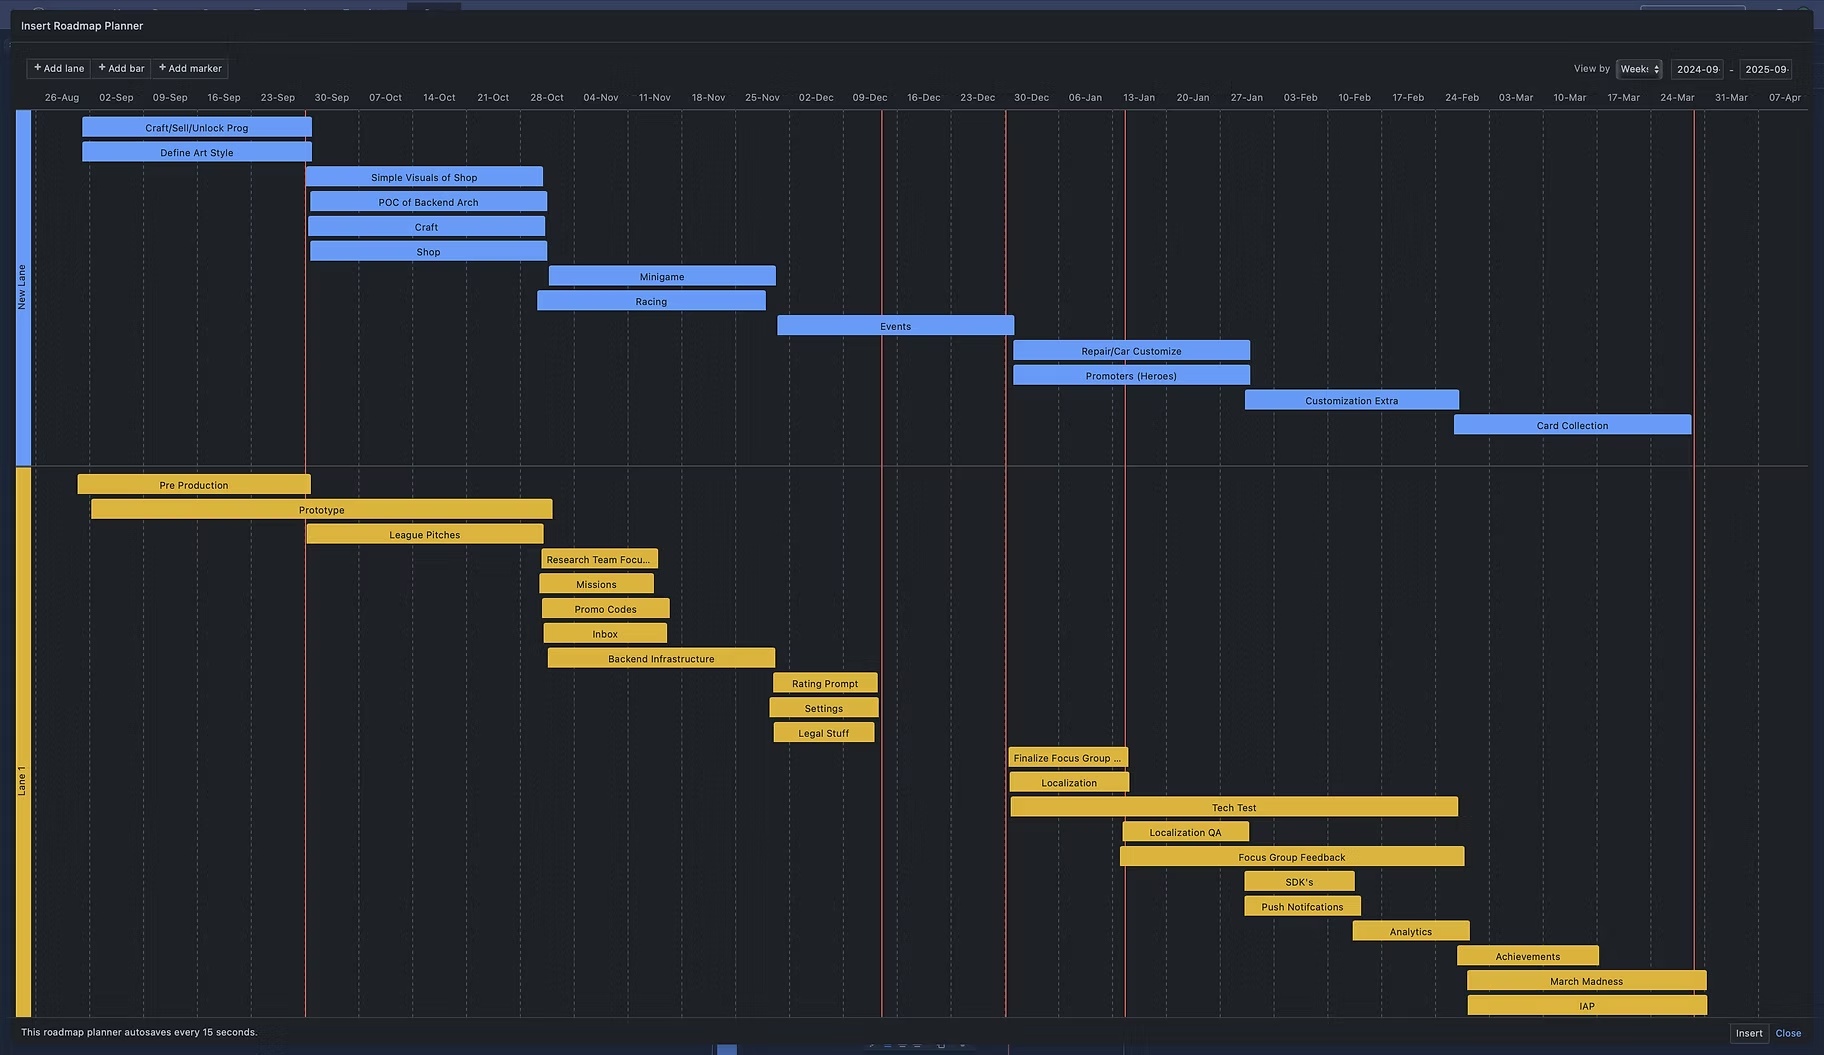 Insert Roadmap Planner
+ Add lane + Add bar + Add marker View by Weeks 2024-09- - 2025-09-
26-Aug 02-Sep 09-Sep 16-Sep 23-Sep 30-Sep 07-Oct 14-Oct 21-Oct 28-Oct 04-Nov 11-Nov 18-Nov 25-Nov 02-Dec 09-Dec 16-Dec 23-Dec 30-Dec 06-Jan 13-Jan 20-Jan 27-Jan 03-Feb 10-Feb 17-Feb 24-Feb 03-Mar 10-Mar 17-Mar 24-Mar 31-Mar 07-Apr
New Lane
Craft/Sell/Unlock Prog
Define Art Style
Simple Visuals of Shop
POC of Backend Arch
Craft
Shop
Minigame
Racing
Events
Repair/Car Customize
Promoters (Heroes)
Customization Extra
Card Collection
Lane 1
Pre Production
Prototype
League Pitches
Research Team Focu...
Missions
Promo Codes
Inbox
Backend Infrastructure
Rating Prompt
Settings
Legal Stuff
Finalize Focus Group ...
Localization
Tech Test
Localization QA
Focus Group Feedback
SDK's
Push Notifcations
Analytics
Achievements
March Madness
IAP
This roadmap planner autosaves every 15 seconds. Insert Close